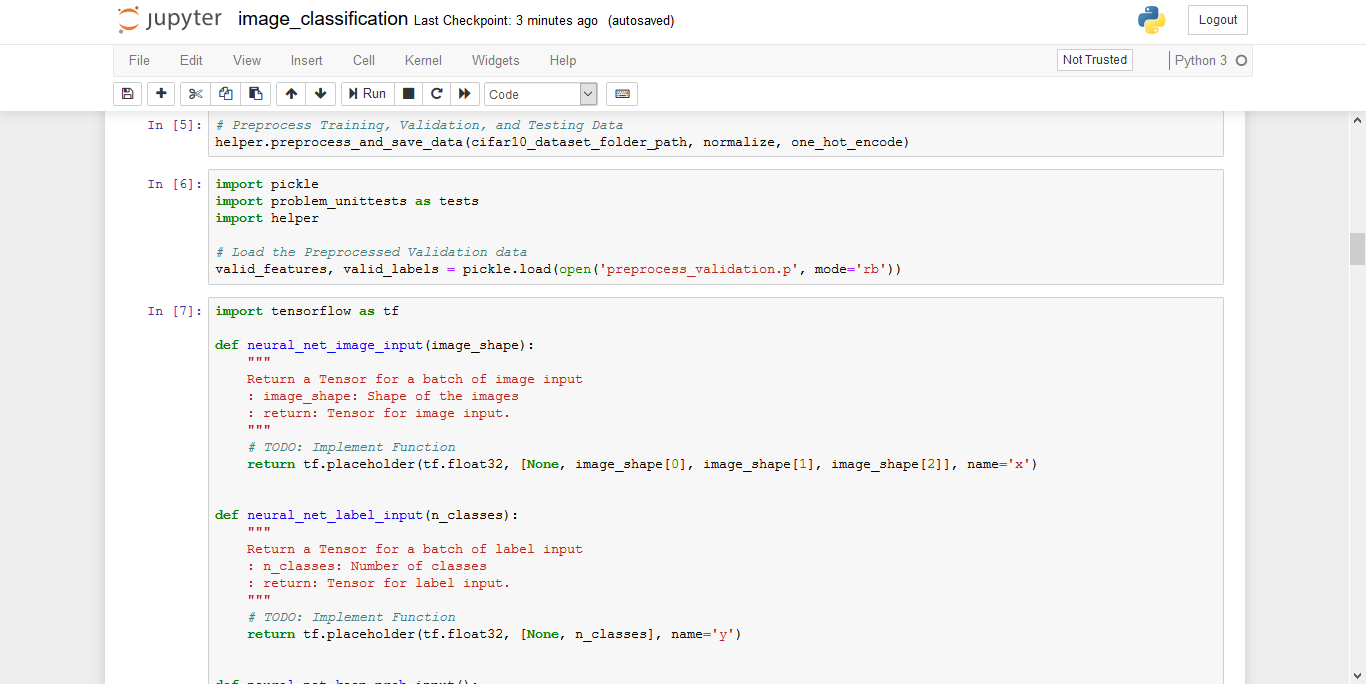 jupyter image_classification Last Checkpoint: 3 minutes ago (autosaved) Logout
File Edit View Insert Cell Kernel Widgets Help Not Trusted Python 3
Run Code
In [5]: # Preprocess Training, Validation, and Testing Data
helper.preprocess_and_save_data(cifar10_dataset_folder_path, normalize, one_hot_encode)
In [6]: import pickle
import problem_unittests as tests
import helper
# Load the Preprocessed Validation data
valid_features, valid_labels = pickle.load(open('preprocess_validation.p', mode='rb'))
In [7]: import tensorflow as tf
def neural_net_image_input(image_shape):
"""
Return a Tensor for a batch of image input
: image_shape: Shape of the images
: return: Tensor for image input.
"""
# TODO: Implement Function
return tf.placeholder(tf.float32, [None, image_shape[0], image_shape[1], image_shape[2]], name='x')
def neural_net_label_input(n_classes):
"""
Return a Tensor for a batch of label input
: n_classes: Number of classes
: return: Tensor for label input.
"""
# TODO: Implement Function
return tf.placeholder(tf.float32, [None, n_classes], name='y')
def neural_net_keep_prob_input():